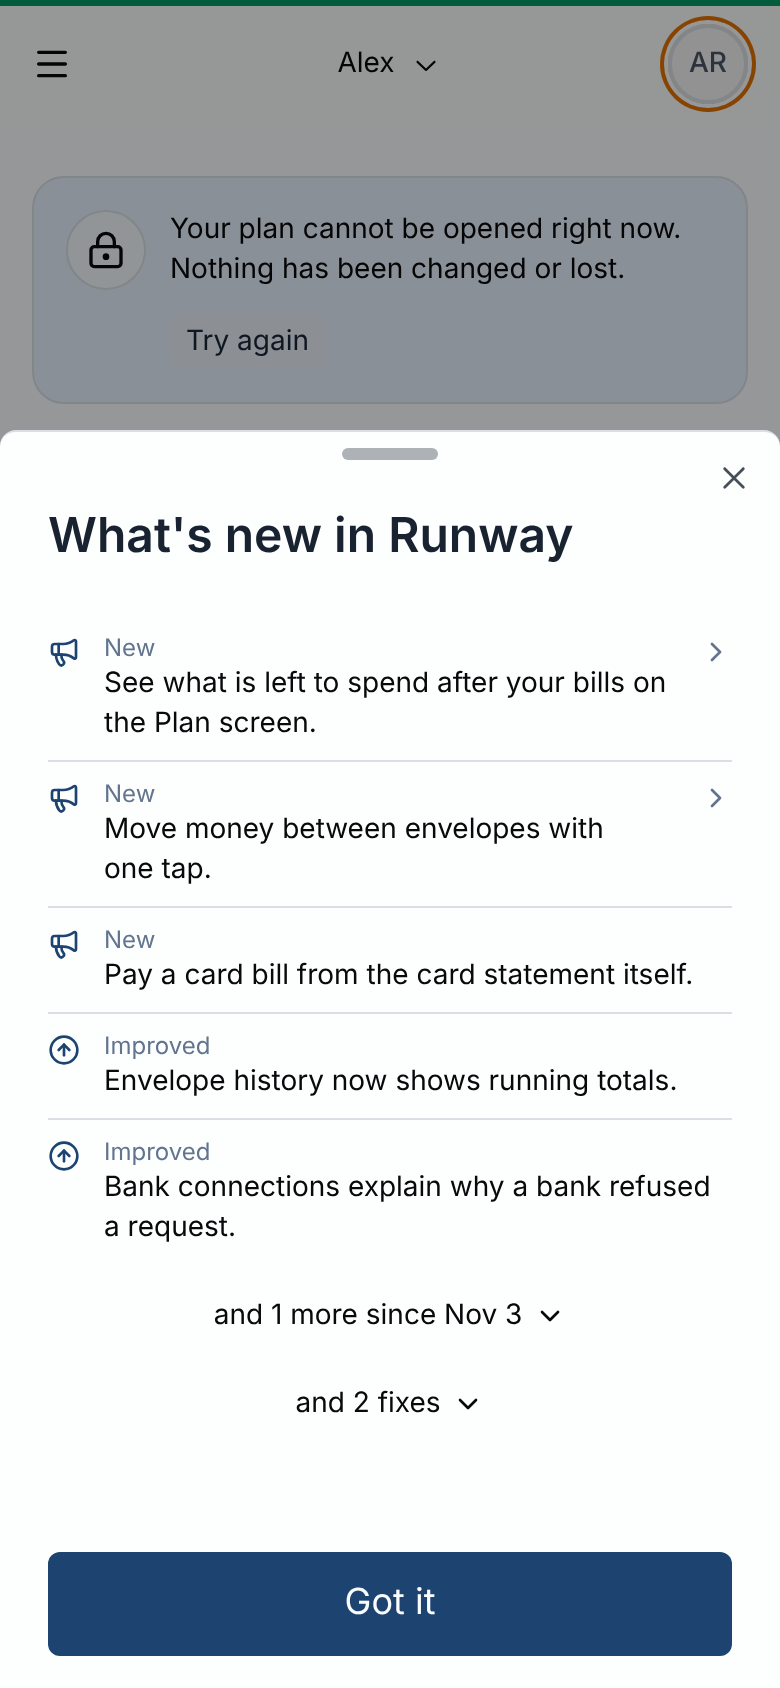 Alex
AR
Your plan cannot be opened right now.
Nothing has been changed or lost.
Try again
What's new in Runway
New
See what is left to spend after your bills on
the Plan screen.
New
Move money between envelopes with
one tap.
New
Pay a card bill from the card statement itself.
Improved
Envelope history now shows running totals.
Improved
Bank connections explain why a bank refused
a request.
and 1 more since Nov 3
and 2 fixes
Got it